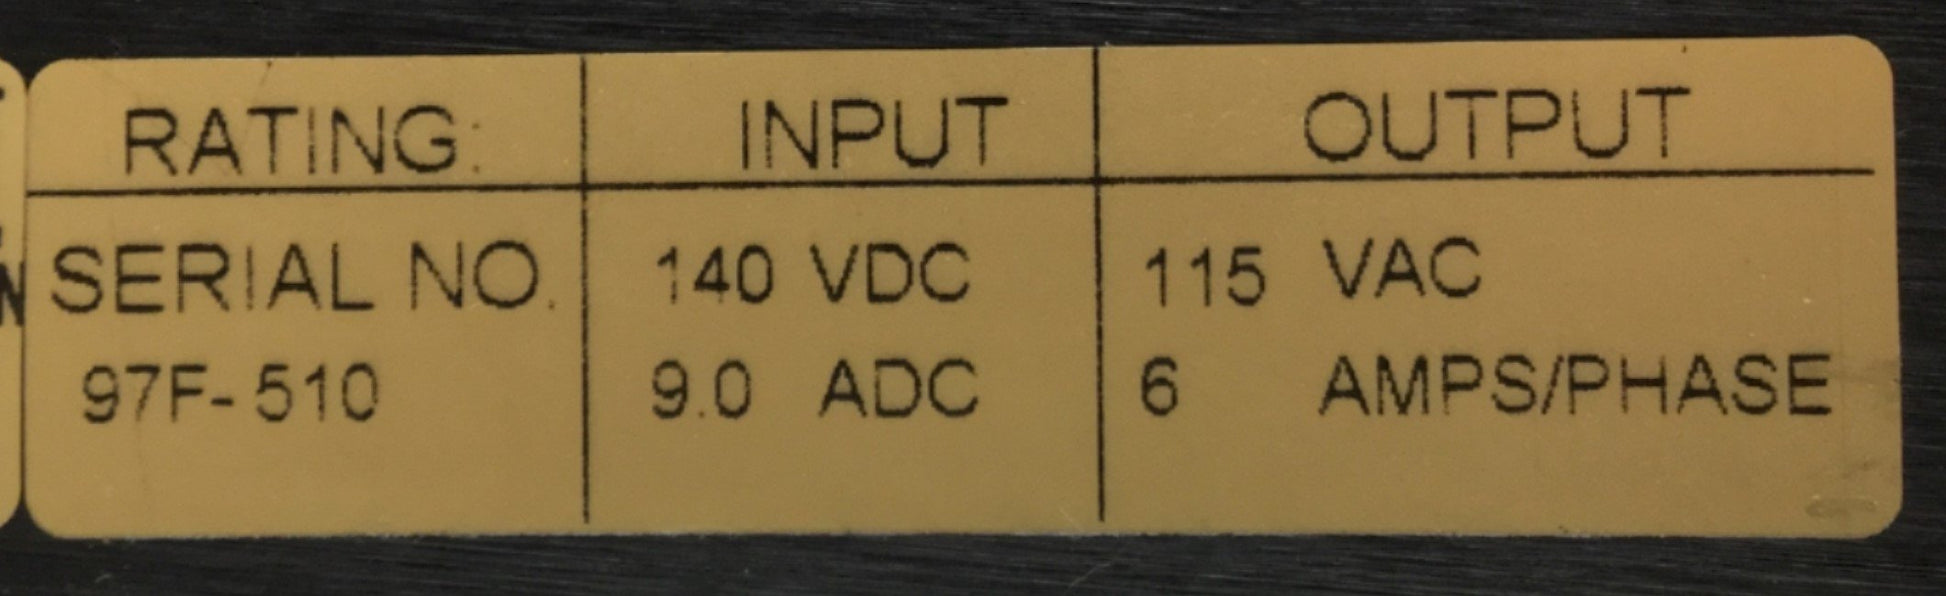 RATING: INPUT OUTPUT
SERIAL NO. 140 VDC 115 VAC
97F-510 9.0 ADC 6 AMPS/PHASE